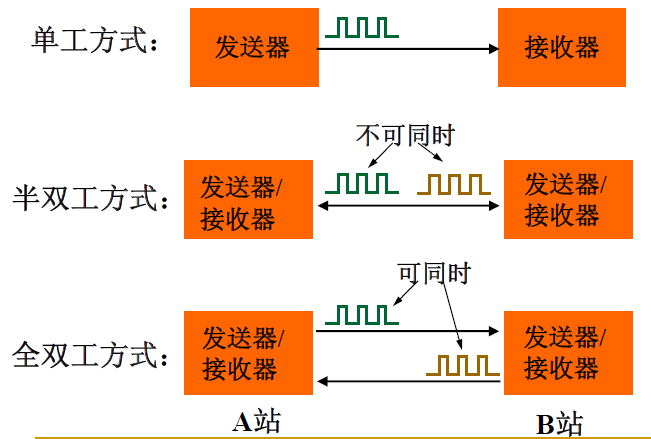 单工方式：
发送器
接收器
不可同时
半双工方式：
发送器/
接收器
发送器/
接收器
可同时
全双工方式：
发送器/
接收器
发送器/
接收器
A站
B站